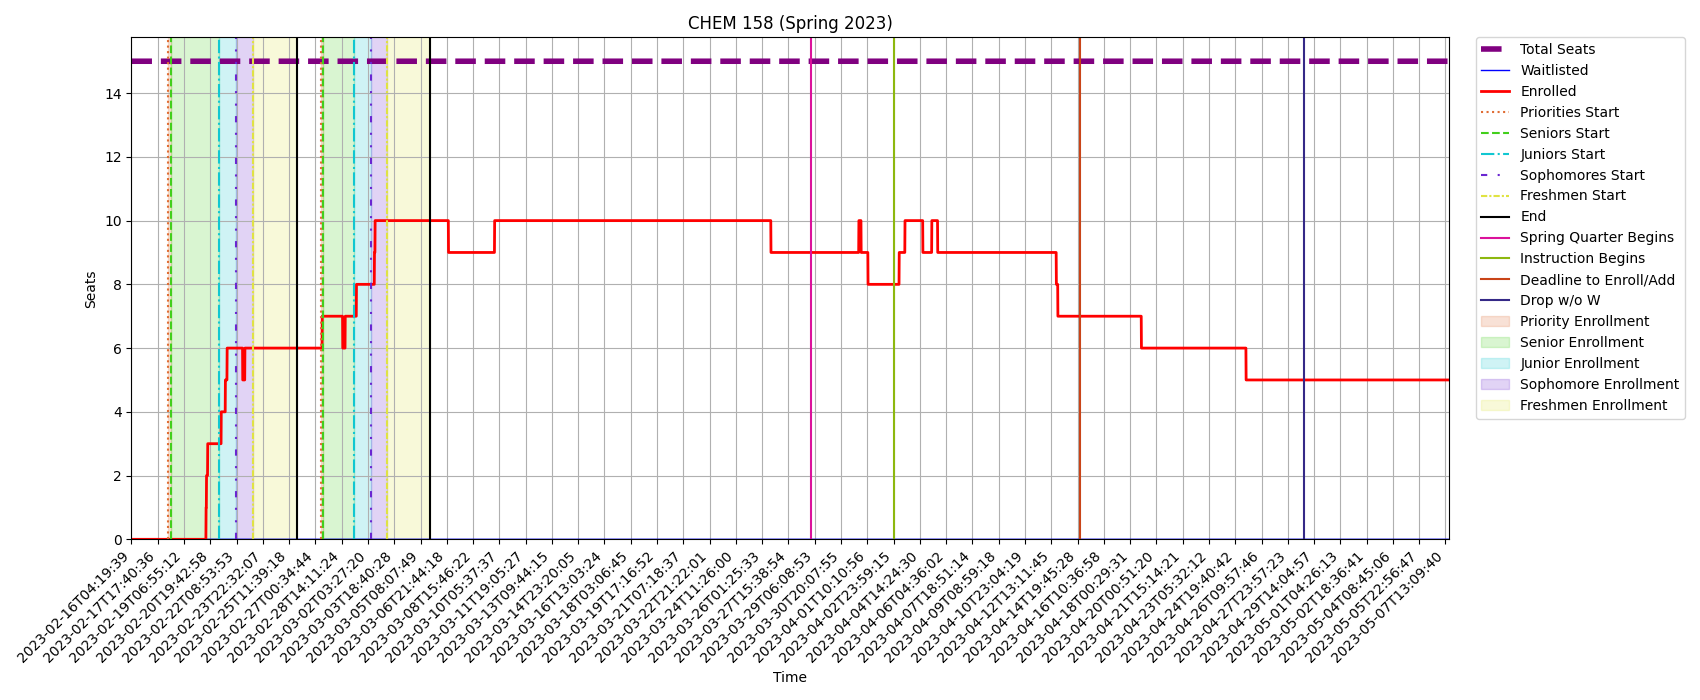 CHEM 158 (Spring 2023)
Seats
14
12
10
8
6
4
2
0
2023-02-16T04:19:39
2023-02-17T17:40:36
2023-02-19T06:55:12
2023-02-20T19:42:58
2023-02-22T08:53:53
2023-02-23T22:32:07
2023-02-25T11:39:18
2023-02-27T00:34:44
2023-02-28T14:11:24
2023-03-02T03:27:20
2023-03-03T18:40:28
2023-03-05T08:07:49
2023-03-06T21:44:18
2023-03-08T15:46:22
2023-03-10T05:37:37
2023-03-11T19:05:27
2023-03-13T09:44:15
2023-03-14T23:20:05
2023-03-16T13:03:24
2023-03-18T03:06:45
2023-03-19T17:16:52
2023-03-21T07:18:37
2023-03-22T21:22:01
2023-03-24T11:26:00
2023-03-26T01:25:33
2023-03-27T15:38:54
2023-03-29T06:08:53
2023-03-30T20:07:55
2023-04-01T10:10:56
2023-04-02T23:59:15
2023-04-04T14:24:30
2023-04-06T04:36:02
2023-04-07T18:51:14
2023-04-09T08:59:18
2023-04-10T23:04:19
2023-04-12T13:11:45
2023-04-14T19:45:28
2023-04-16T10:36:58
2023-04-18T00:29:31
2023-04-20T00:51:20
2023-04-21T15:14:21
2023-04-23T05:32:12
2023-04-24T19:40:42
2023-04-26T09:57:46
2023-04-27T23:57:23
2023-04-29T14:04:57
2023-05-01T04:26:13
2023-05-02T18:36:41
2023-05-04T08:45:06
2023-05-05T22:56:47
2023-05-07T13:09:40
Time
Total Seats
Waitlisted
Enrolled
Priorities Start
Seniors Start
Juniors Start
Sophomores Start
Freshmen Start
End
Spring Quarter Begins
Instruction Begins
Deadline to Enroll/Add
Drop w/o W
Priority Enrollment
Senior Enrollment
Junior Enrollment
Sophomore Enrollment
Freshmen Enrollment